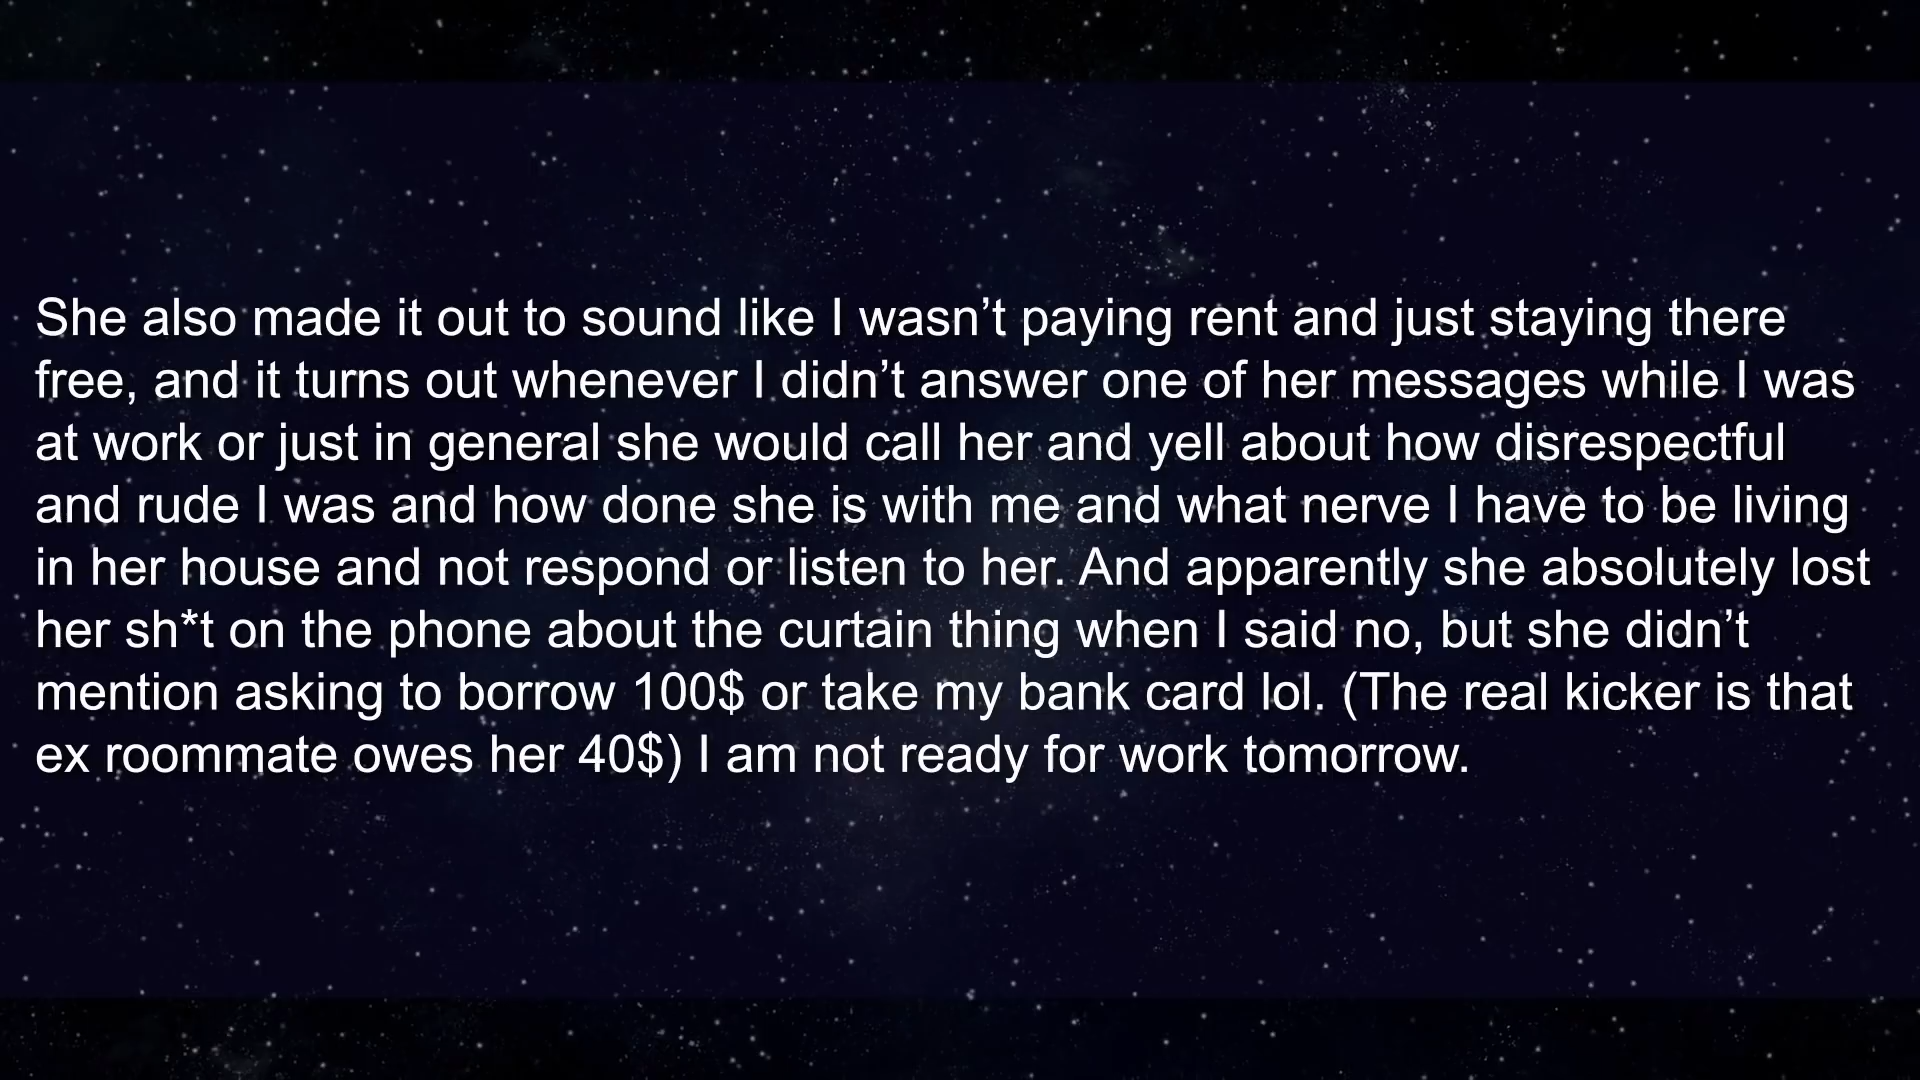 She also made it out to sound like I wasn’t paying rent and just staying there
free, and it turns out whenever I didn’t answer one of her messages while I was
at work or just in general she would call her and yell about how disrespectful
and rude I was and how done she is with me and what nerve I have to be living
in her house and not respond or listen to her. And apparently she absolutely lost
her sh*t on the phone about the curtain thing when I said no, but she didn’t
mention asking to borrow 100$ or take my bank card lol. (The real kicker is that
ex roommate owes her 40$) I am not ready for work tomorrow.